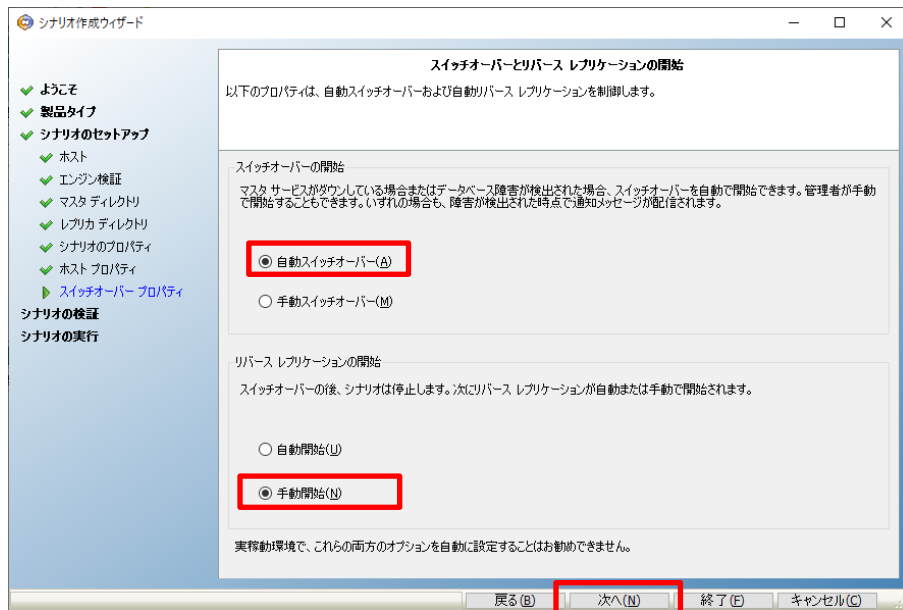 シナリオ作成ウィザード
スイッチオーバーとリバース レプリケーションの開始
以下のプロパティは、自動スイッチオーバーおよび自動リバース レプリケーションを制御します。
ようこそ
製品タイプ
シナリオのセットアップ
ホスト
エンジン検証
マスタ ディレクトリ
レプリカ ディレクトリ
シナリオのプロパティ
ホスト プロパティ
スイッチオーバー プロパティ
シナリオの検証
シナリオの実行
スイッチオーバーの開始
マスタ サービスがダウンしている場合またはデータベース障害が検出された場合、スイッチオーバーを自動で開始できます。管理者が手動
で開始することもできます。いずれの場合も、障害が検出された時点で通知メッセージが配信されます。
自動スイッチオーバー(A)
手動スイッチオーバー(M)
リバース レプリケーションの開始
スイッチオーバーの後、シナリオは停止します。次にリバース レプリケーションが自動または手動で開始されます。
自動開始(U)
手動開始(N)
実稼動環境で、これらの両方のオプションを自動に設定することはお勧めできません。
戻る(B) 次へ(N) 終了(F) キャンセル(C)